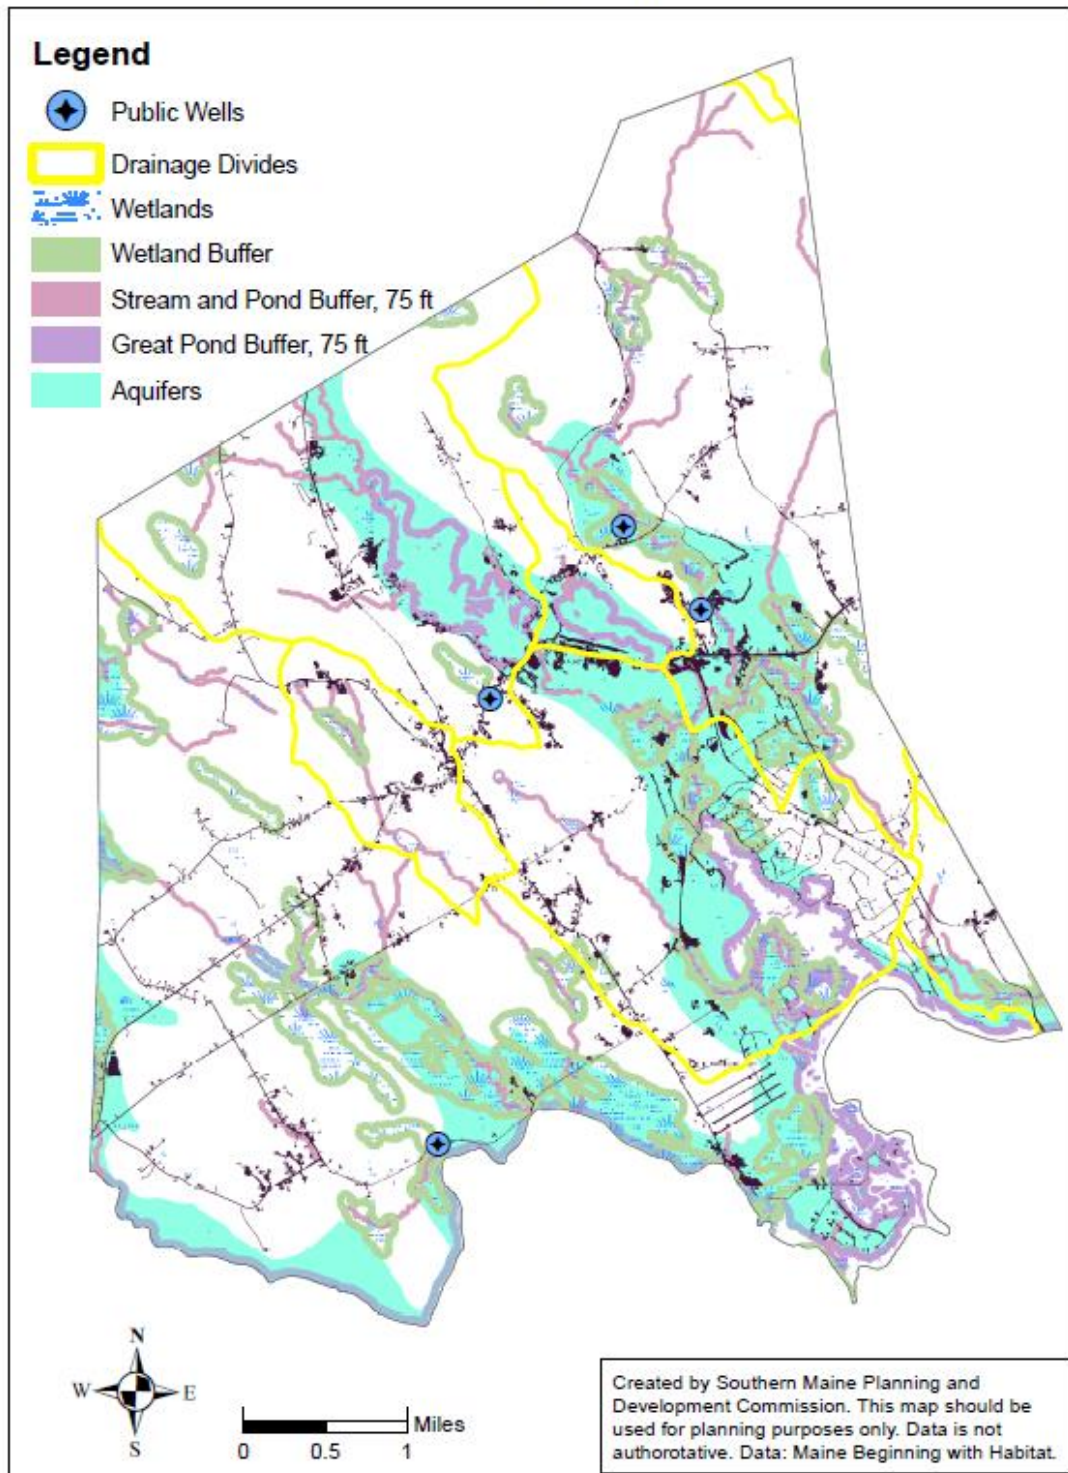 Legend
Public Wells
Drainage Divides
Wetlands
Wetland Buffer
Stream and Pond Buffer, 75 ft
Great Pond Buffer, 75 ft
Aquifers
N
W E
S
Miles
0 0.5 1
Created by Southern Maine Planning and
Development Commission. This map should be
used for planning purposes only. Data is not
authorotative. Data: Maine Beginning with Habitat.